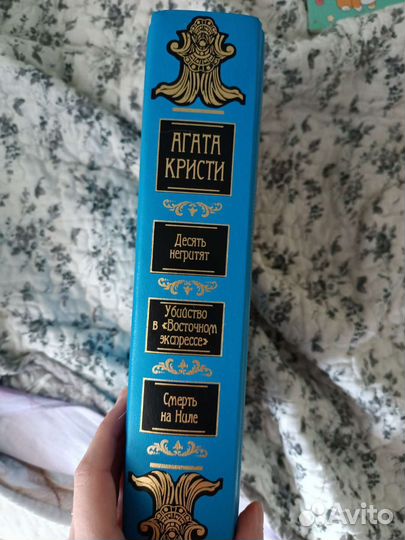 АГАТА
КРИСТИ
Десять
негритят
Убийство
в «Восточном
экспрессе»
Смерть
на Ниле
Avito